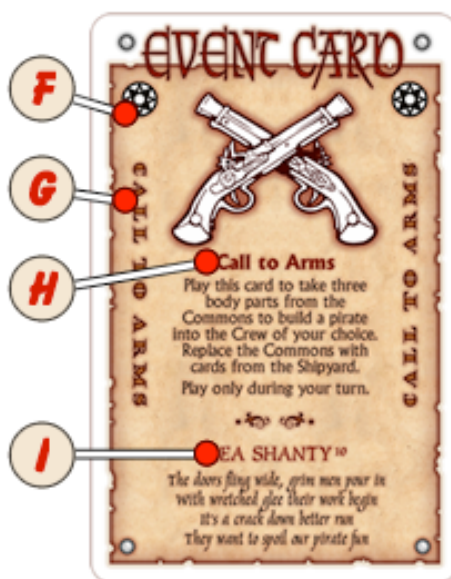 EVENT CARD
F
G
H
I
CALL TO ARMS
CALL TO ARMS
Call to Arms
Play this card to take three
body parts from the
Commons to build a pirate
into the Crew of your choice.
Replace the Commons with
cards from the Shipyard.
Play only during your turn.
EA SHANTY 10
The doors fling wide, grim men pour in
With wretched glee their work begin
It's a crack down better run
They want to spoil our pirate fun